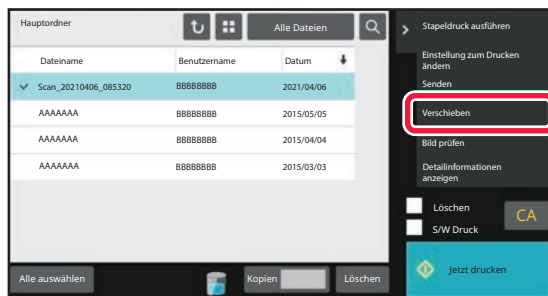 Hauptordner
Alle Dateien
Dateiname Benutzername Datum
Scan_20210406_085320 BBBBBBBB 2021/04/06
AAAAAAA BBBBBBBB 2015/05/05
AAAAAAA BBBBBBBB 2015/04/04
AAAAAAA BBBBBBBB 2015/03/03
Alle auswählen
Kopien
Löschen
Stapeldruck ausführen
Einstellung zum Drucken
ändern
Senden
Verschieben
Bild prüfen
Detailinformationen
anzeigen
Löschen
S/W Druck
CA
Jetzt drucken